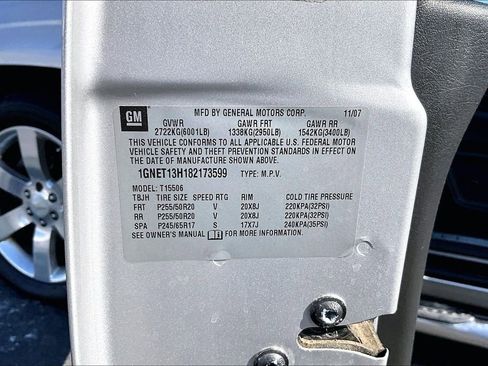 GM
MFD BY GENERAL MOTORS CORP. 11/07
GVWR GAWR FRT GAWR RR
2722KG(6001LB) 1338KG(2950LB) 1542KG(3400LB)
THIS VEHICLE CONFORMS TO ALL APPLICABLE U.S. FEDERAL MOTOR
VEHICLE SAFETY AND THEFT PREVENTION STANDARDS IN EFFECT ON
THE DATE OF MANUFACTURE SHOWN ABOVE.
1GNET13H182173599 TYPE: M.P.V.
MODEL: T15506
TBJH TIRE SIZE SPEED RTG RIM COLD TIRE PRESSURE
FRT P255/50R20 V 20X8J 220KPA(32PSI)
RR P255/50R20 V 20X8J 220KPA(32PSI)
SPA P245/65R17 S 17X7J 240KPA(35PSI)
SEE OWNER'S MANUAL FOR MORE INFORMATION.